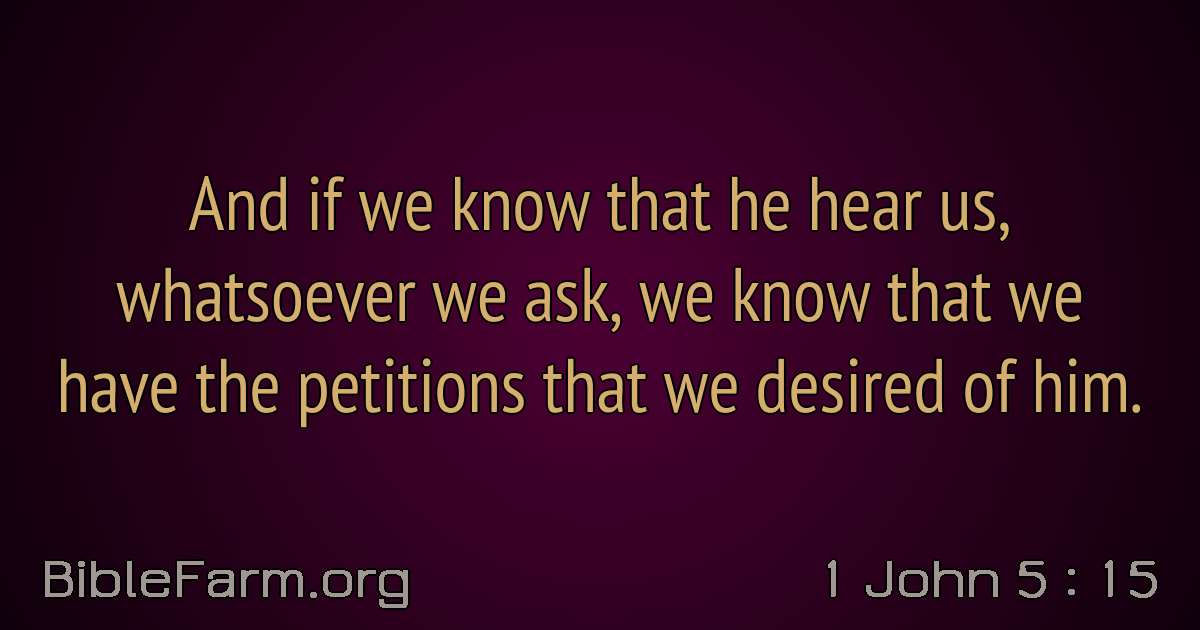 And if we know that he hear us,
whatsoever we ask, we know that we
have the petitions that we desired of him.
BibleFarm.org
1 John 5 : 15